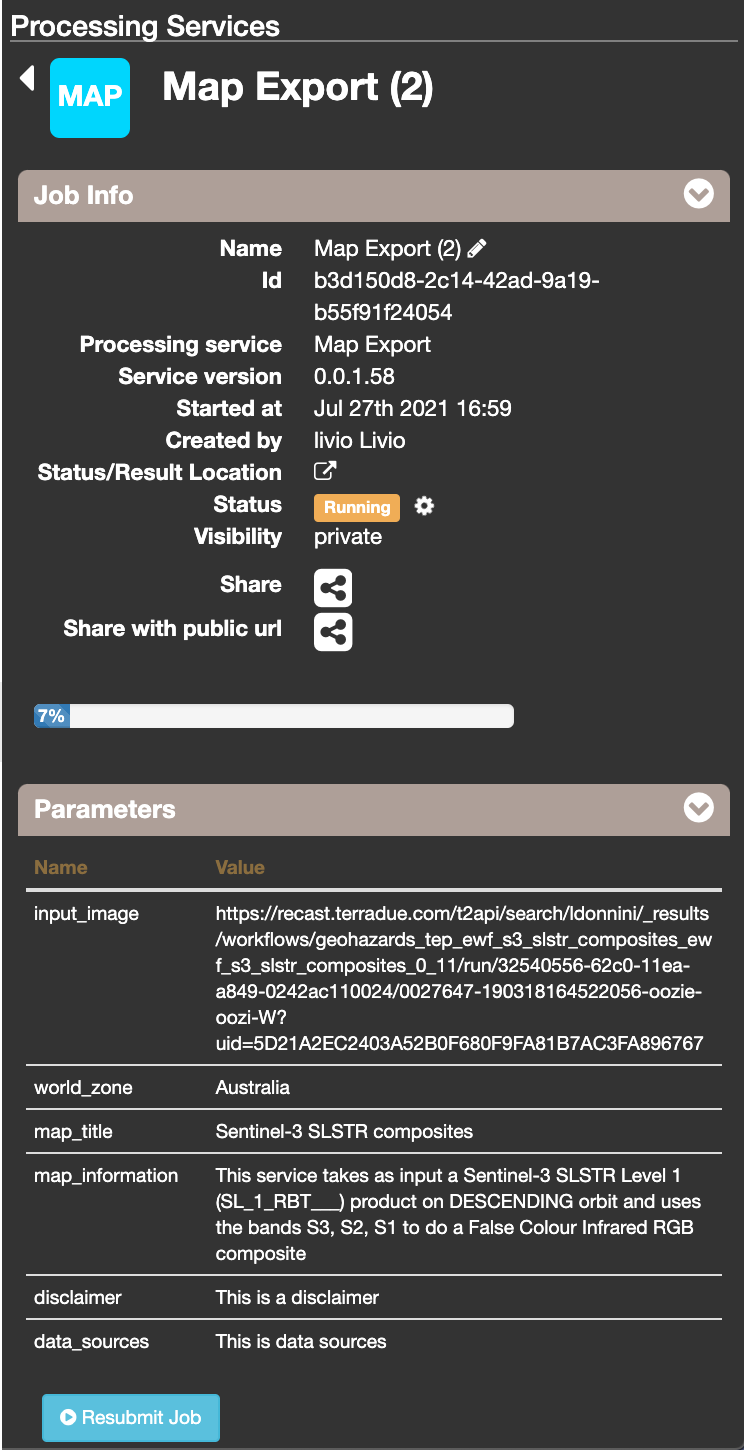 Processing Services
MAP
Map Export (2)
Job Info
Name Map Export (2)
Id b3d150d8-2c14-42ad-9a19-
b55f91f24054
Processing service Map Export
Service version 0.0.1.58
Started at Jul 27th 2021 16:59
Created by livio Livio
Status/Result Location
Status Running
Visibility private
Share
Share with public url
7%
Parameters
Name Value
input_image https://recast.terradue.com/t2api/search/ldonnini/_results
/workflows/geohazards_tep_ewf_s3_slstr_composites_ew
f_s3_slstr_composites_0_11/run/32540556-62c0-11ea-
a849-0242ac110024/0027647-190318164522056-oozie-
oozi-W?
uid=5D21A2EC2403A52B0F680F9FA81B7AC3FA896767
world_zone Australia
map_title Sentinel-3 SLSTR composites
map_information This service takes as input a Sentinel-3 SLSTR Level 1
(SL_1_RBT___) product on DESCENDING orbit and uses
the bands S3, S2, S1 to do a False Colour Infrared RGB
composite
disclaimer This is a disclaimer
data_sources This is data sources
Resubmit Job